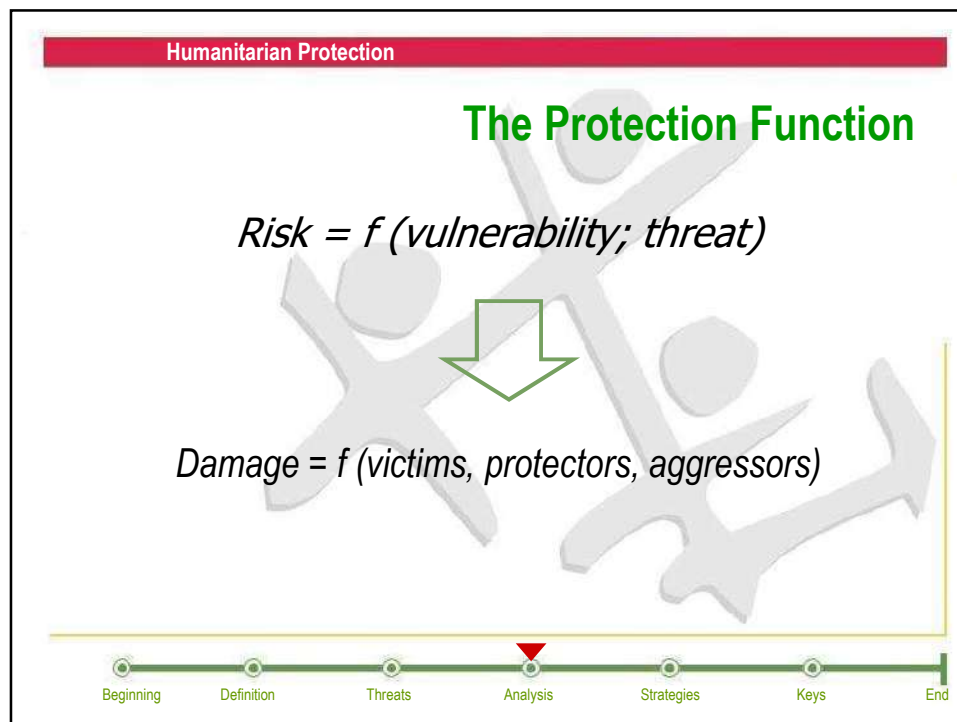 Humanitarian Protection
The Protection Function
Risk = f (vulnerability; threat)
Damage = f (victims, protectors, aggressors)
Beginning Definition Threats Analysis Strategies Keys End